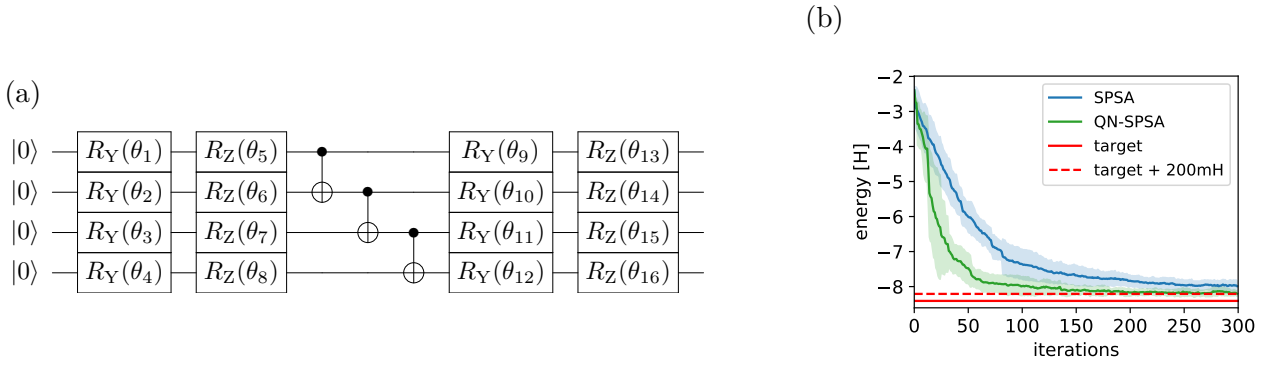 (a)
|0⟩ R_Y(θ_1) R_Z(θ_5) R_Y(θ_9) R_Z(θ_13)
|0⟩ R_Y(θ_2) R_Z(θ_6) R_Y(θ_10) R_Z(θ_14)
|0⟩ R_Y(θ_3) R_Z(θ_7) R_Y(θ_11) R_Z(θ_15)
|0⟩ R_Y(θ_4) R_Z(θ_8) R_Y(θ_12) R_Z(θ_16)
(b)
energy [H]
−2
−3
−4
−5
−6
−7
−8
SPSA
QN-SPSA
target
target + 200mH
0 50 100 150 200 250 300
iterations